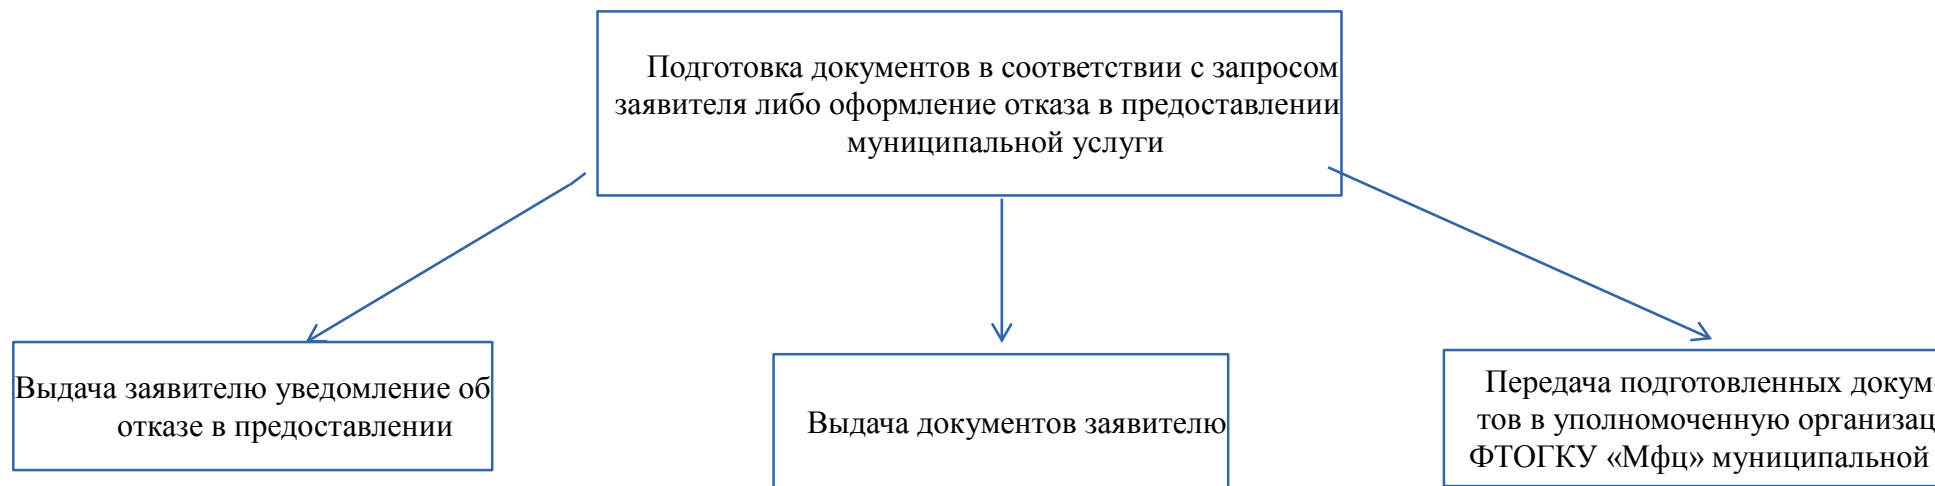 Подготовка документов в соответствии с запросом
заявителя либо оформление отказа в предоставлении
муниципальной услуги
Выдача заявителю уведомление об
отказе в предоставлении
Выдача документов заявителю
Передача подготовленных докум
тов в уполномоченную организац
ФТОГКУ «Мфц» муниципальной